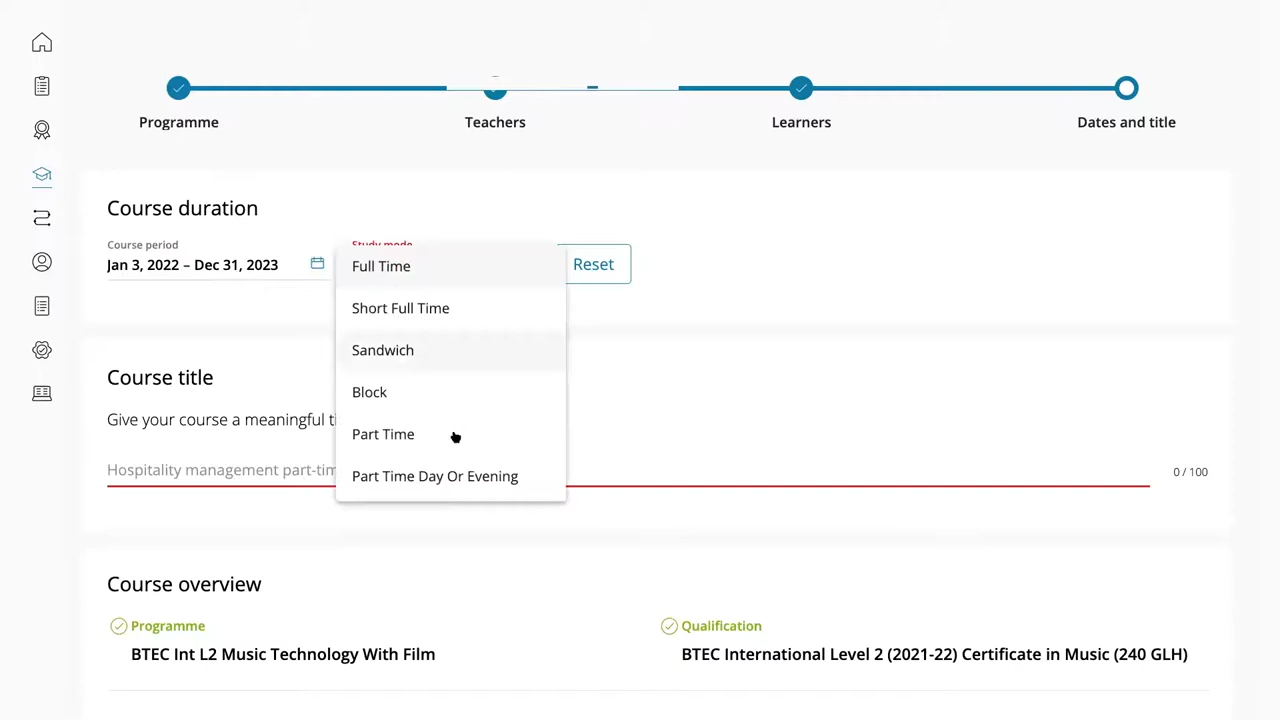 Programme
Teachers
Learners
Dates and title
Course duration
Course period
Study mode
Jan 3, 2022 – Dec 31, 2023
Reset
Full Time
Short Full Time
Sandwich
Block
Part Time
Part Time Day Or Evening
Course title
Give your course a meaningful
Hospitality management
0 / 100
Course overview
Programme
Qualification
BTEC Int L2 Music Technology With Film
BTEC International Level 2 (2021-22) Certificate in Music (240 GLH)